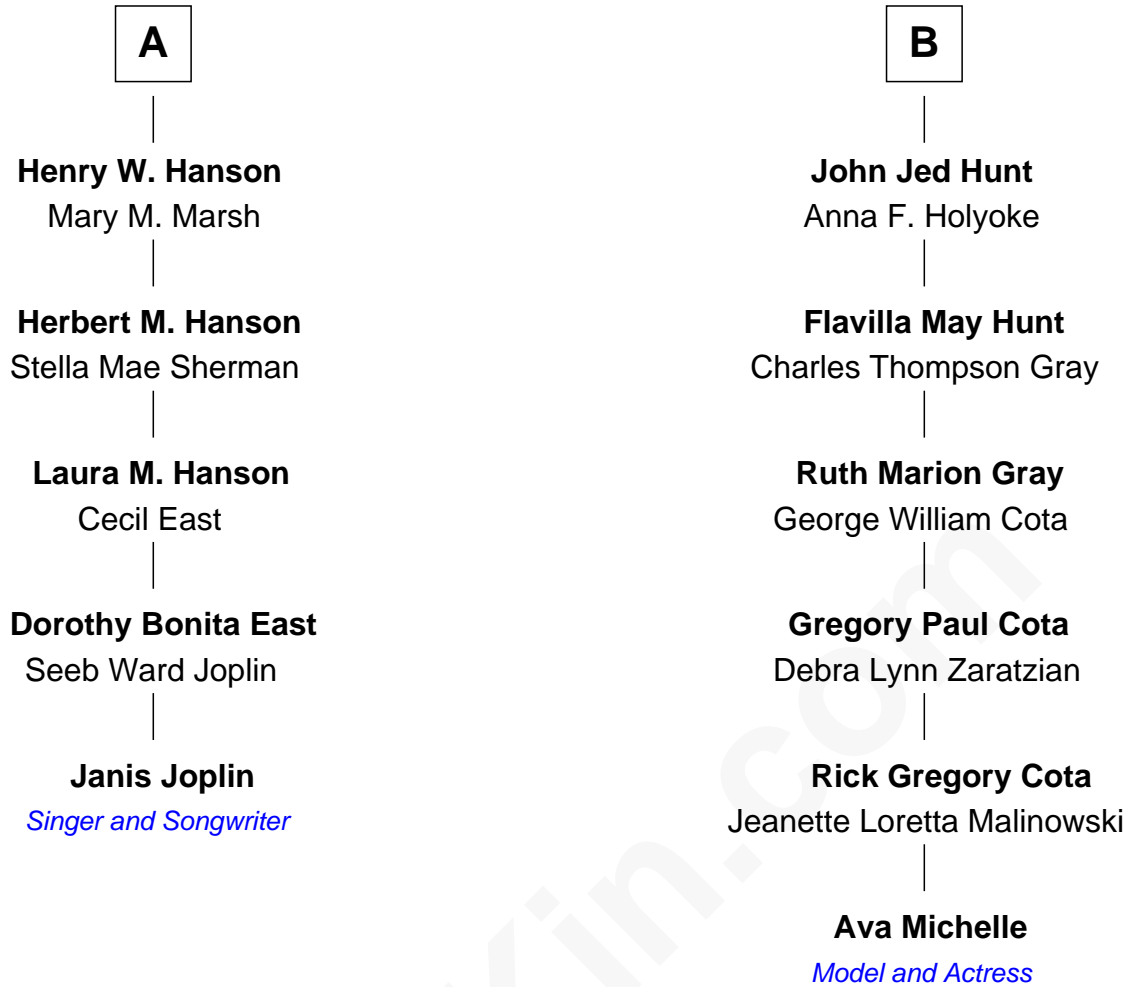 A
Henry W. Hanson
Mary M. Marsh
Herbert M. Hanson
Stella Mae Sherman
Laura M. Hanson
Cecil East
Dorothy Bonita East
Seeb Ward Joplin
Janis Joplin
Singer and Songwriter
B
John Jed Hunt
Anna F. Holyoke
Flavilla May Hunt
Charles Thompson Gray
Ruth Marion Gray
George William Cota
Gregory Paul Cota
Debra Lynn Zaratzian
Rick Gregory Cota
Jeanette Loretta Malinowski
Ava Michelle
Model and Actress
Kin.com